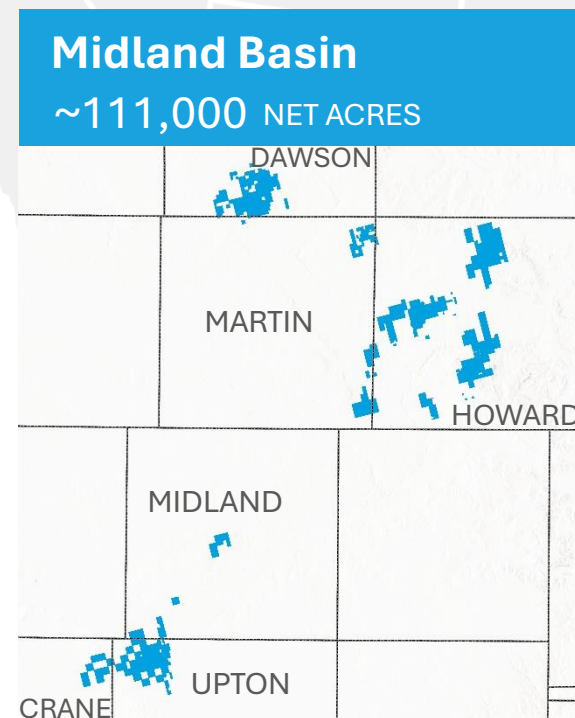 Midland Basin
~111,000 NET ACRES
DAWSON
MARTIN
HOWARD
MIDLAND
UPTON
CRANE